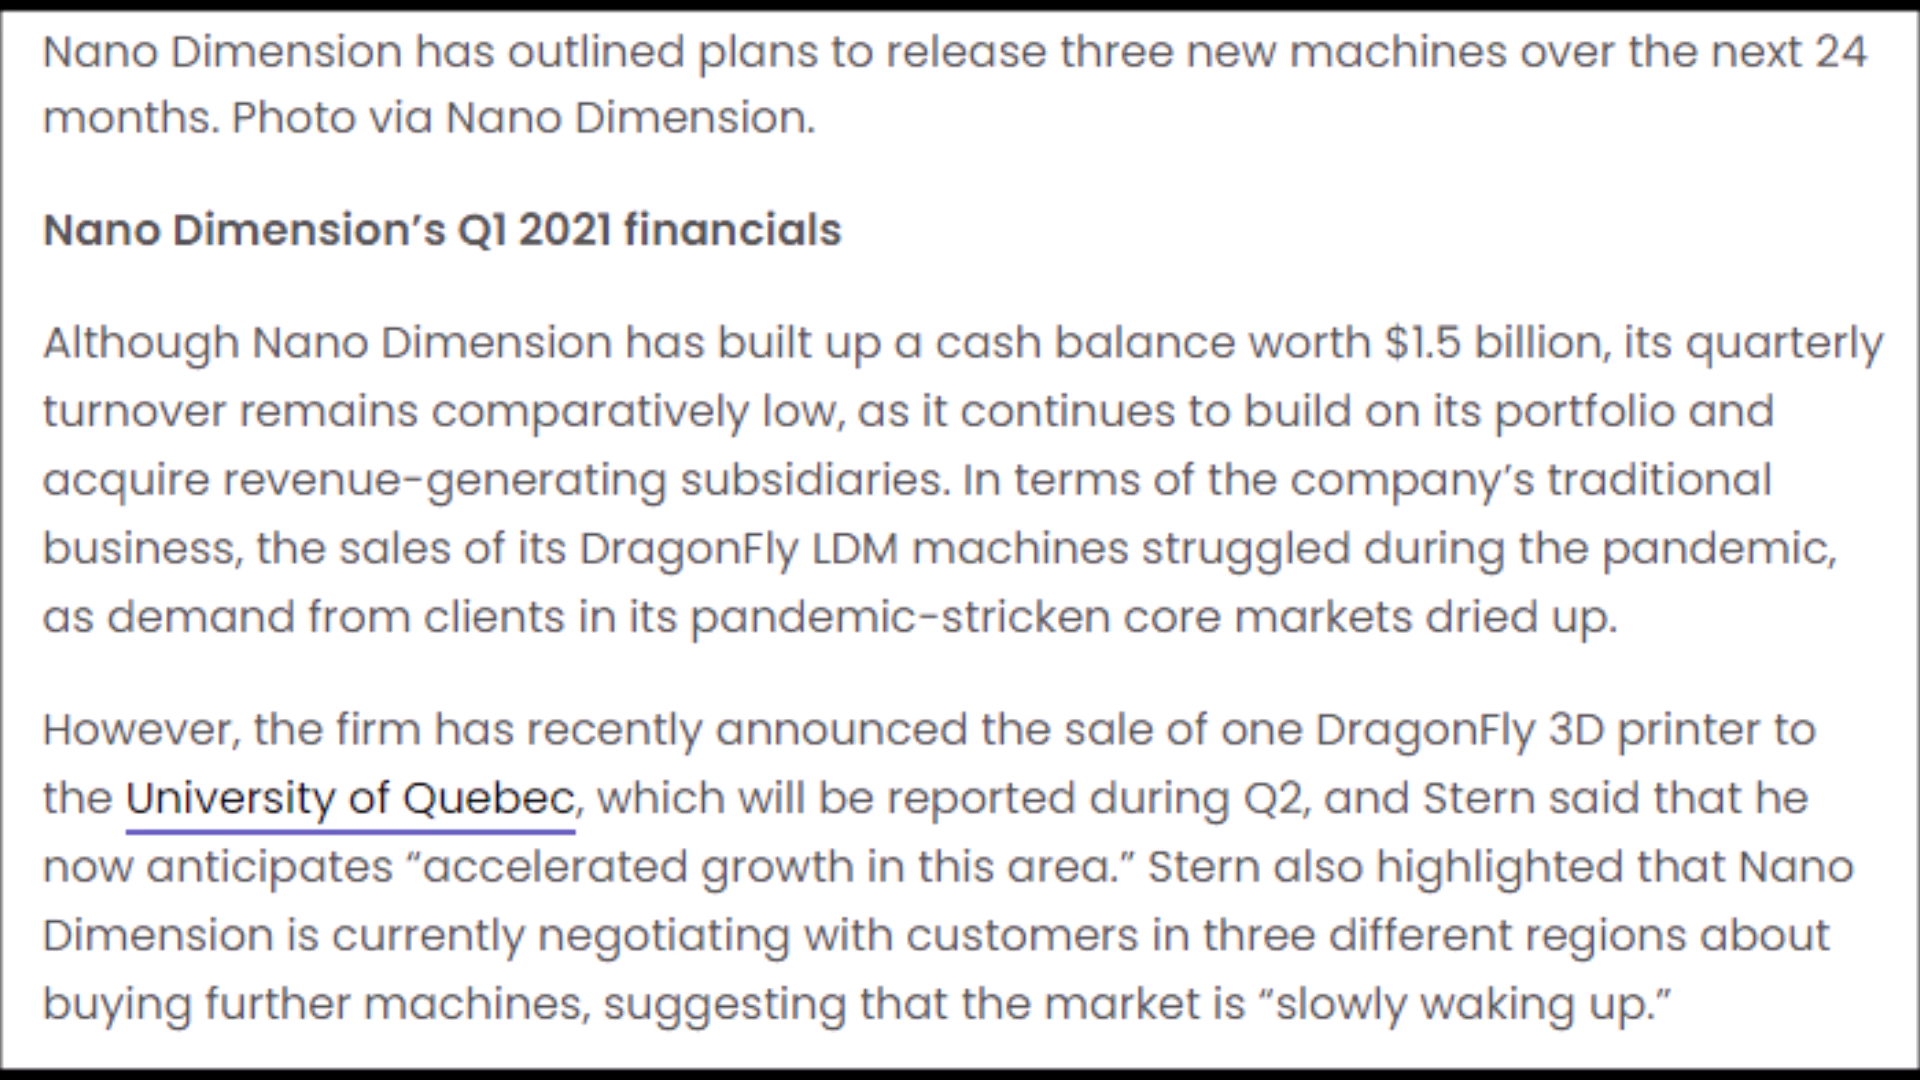 Nano Dimension has outlined plans to release three new machines over the next 24
months. Photo via Nano Dimension.
Nano Dimension’s Q1 2021 financials
Although Nano Dimension has built up a cash balance worth $1.5 billion, its quarterly
turnover remains comparatively low, as it continues to build on its portfolio and
acquire revenue-generating subsidiaries. In terms of the company’s traditional
business, the sales of its DragonFly LDM machines struggled during the pandemic,
as demand from clients in its pandemic-stricken core markets dried up.
However, the firm has recently announced the sale of one DragonFly 3D printer to
the University of Quebec, which will be reported during Q2, and Stern said that he
now anticipates “accelerated growth in this area.” Stern also highlighted that Nano
Dimension is currently negotiating with customers in three different regions about
buying further machines, suggesting that the market is “slowly waking up.”